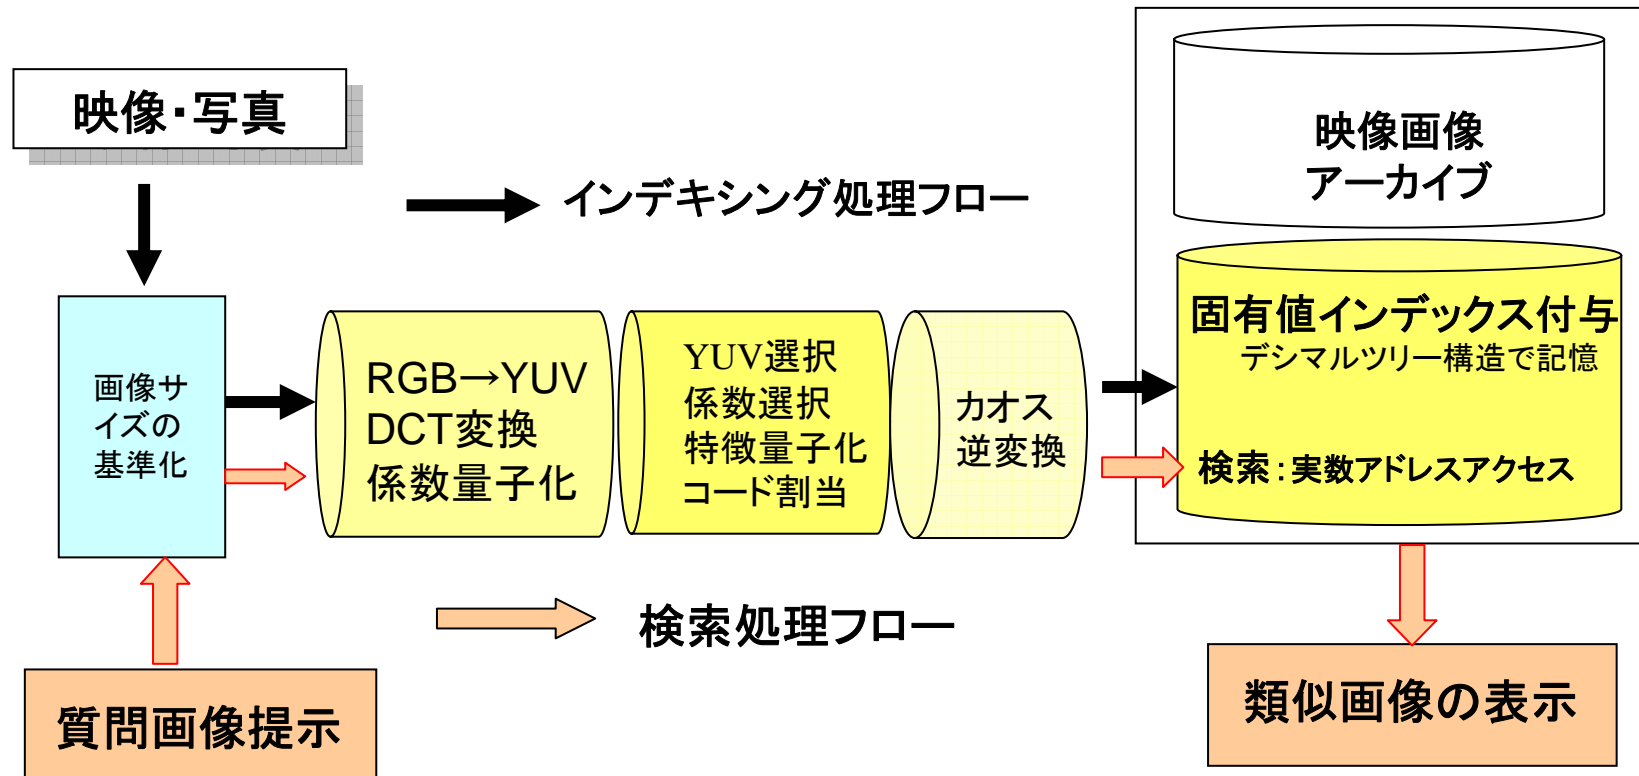 映像・写真
インデキシング処理フロー
映像画像
アーカイブ
画像サ
イズの
基準化
RGB→YUV
DCT変換
係数量子化
YUV選択
係数選択
特徴量子化
コード割当
カオス
逆変換
固有値インデックス付与
デシマルツリー構造で記憶
検索：実数アドレスアクセス
検索処理フロー
質問画像提示
類似画像の表示